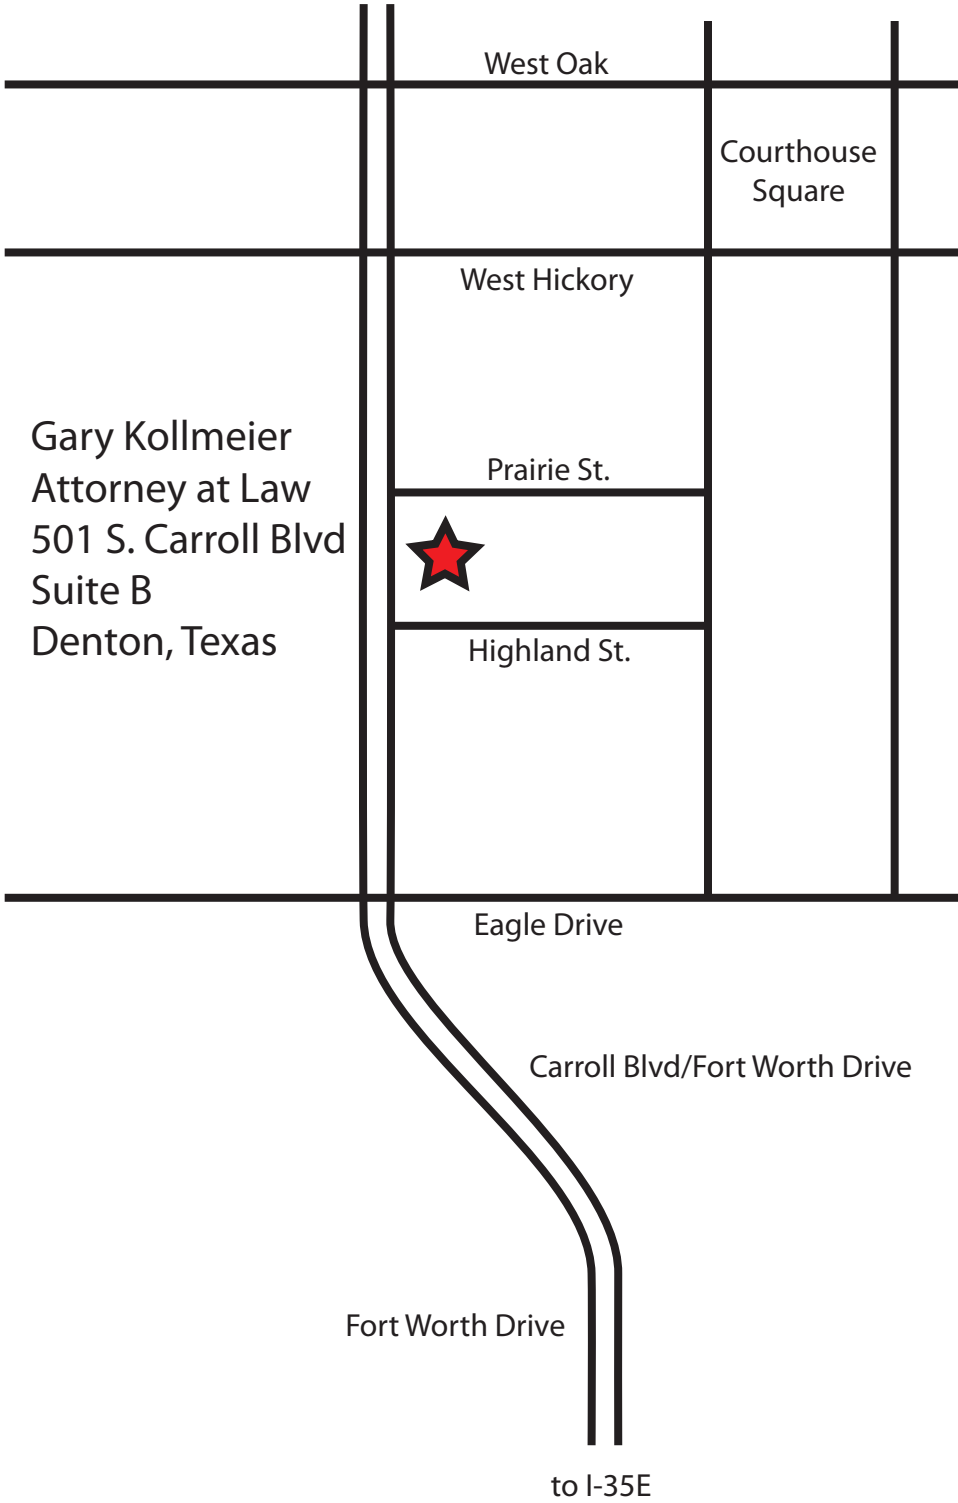 West Oak
Courthouse
Square
West Hickory
Gary Kollmeier
Attorney at Law
501 S. Carroll Blvd
Suite B
Denton, Texas
Prairie St.
Highland St.
Eagle Drive
Carroll Blvd/Fort Worth Drive
Fort Worth Drive
to I-35E